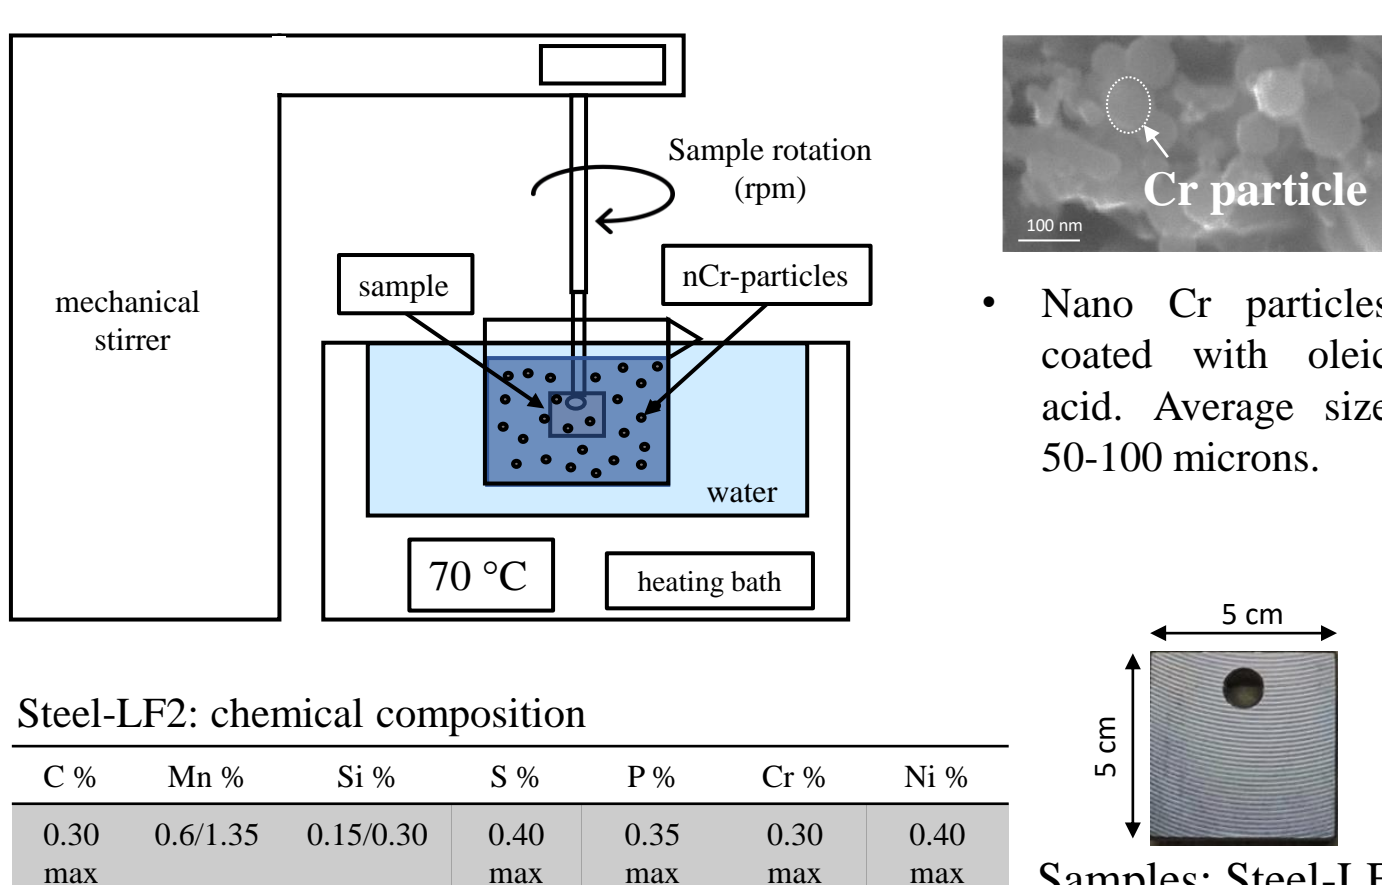 Sample rotation
(rpm)
sample
nCr-particles
mechanical
stirrer
water
70 °C
heating bath
Cr particle
100 nm
• Nano Cr particles
coated with oleic
acid. Average size
50-100 microns.
5 cm
5 cm
Steel-LF2: chemical composition
C % Mn % Si % S % P % Cr % Ni %
0.30 0.6/1.35 0.15/0.30 0.40 0.35 0.30 0.40
max max max max max
Samples: Steel-LF